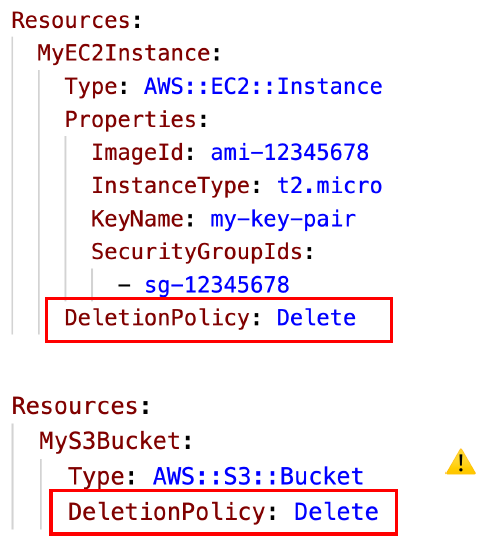 Resources:
MyEC2Instance:
Type: AWS::EC2::Instance
Properties:
ImageId: ami-12345678
InstanceType: t2.micro
KeyName: my-key-pair
SecurityGroupIds:
- sg-12345678
DeletionPolicy: Delete
Resources:
MyS3Bucket:
Type: AWS::S3::Bucket
DeletionPolicy: Delete